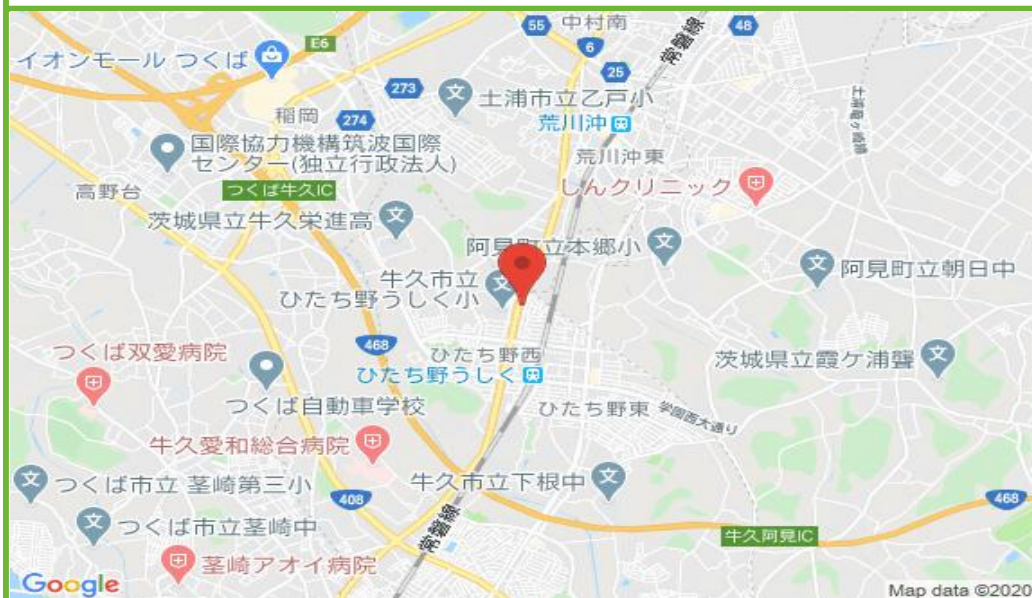 55
中村南
常磐線
48
E6
6
イオンモール つくば
25
273
土浦市立乙戸小
稲岡
274
荒川沖
土浦竜ヶ崎線
国際協力機構筑波国際
センター(独立行政法人)
荒川沖東
しんクリニック
高野台
つくば牛久IC
茨城県立牛久栄進高
阿見町立本郷小
牛久市立
ひたち野うしく小
阿見町立朝日中
468
ひたち野西
つくば双愛病院
茨城県立霞ケ浦聾
ひたち野うしく
つくば自動車学校
ひたち野東
学園西大通り
牛久愛和総合病院
つくば市立 茎崎第三小
牛久市立下根中
408
468
つくば市立茎崎中
常磐線
牛久阿見IC
茎崎アオイ病院
Google
Map data ©2020